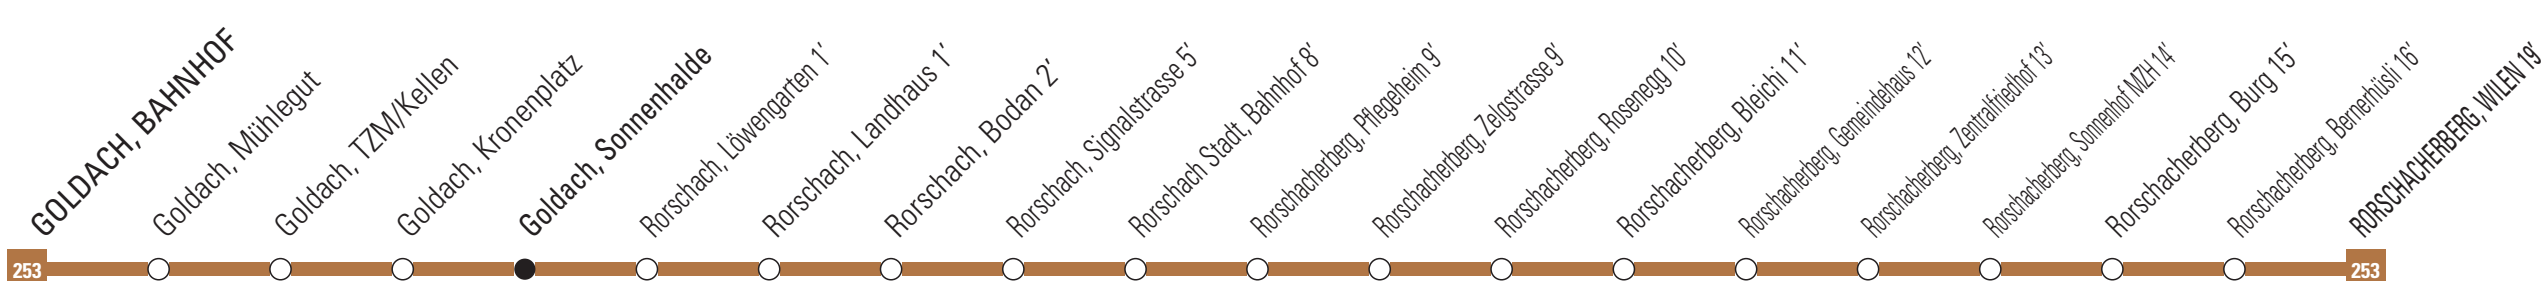 GOLDACH, BAHNHOF
Goldach, Mühlegut
Goldach, TZM/Kellen
Goldach, Kronenplatz
Goldach, Sonnenhalde
Rorschach, Löwengarten 1'
Rorschach, Landhaus 1'
Rorschach, Bodan 2'
Rorschach, Signalstrasse 5'
Rorschach Stadt, Bahnhof 8'
Rorschacherberg, Pflegeheim 9'
Rorschacherberg, Zelgstrasse 9'
Rorschacherberg, Rosenegg 10'
Rorschacherberg, Bleichi 11'
Rorschacherberg, Gemeindehaus 12'
Rorschacherberg, Zentralfriedhof 13'
Rorschacherberg, Sonnenhof MZH 14'
Rorschacherberg, Burg 15'
Rorschacherberg, Bernerhüsli 16'
RORSCHACHERBERG, WILEN 19'
253
253